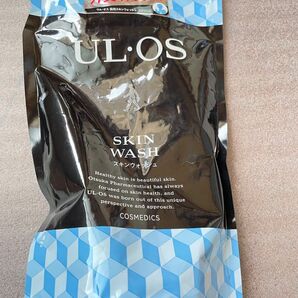 UL·OS
SKIN
WASH
スキンウォッシュ
Healthy skin is beautiful skin.
Otsuka Pharmaceutical has always
focused on skin health, and
UL·OS was born out of this unique
perspective and approach.
COSMEDICS